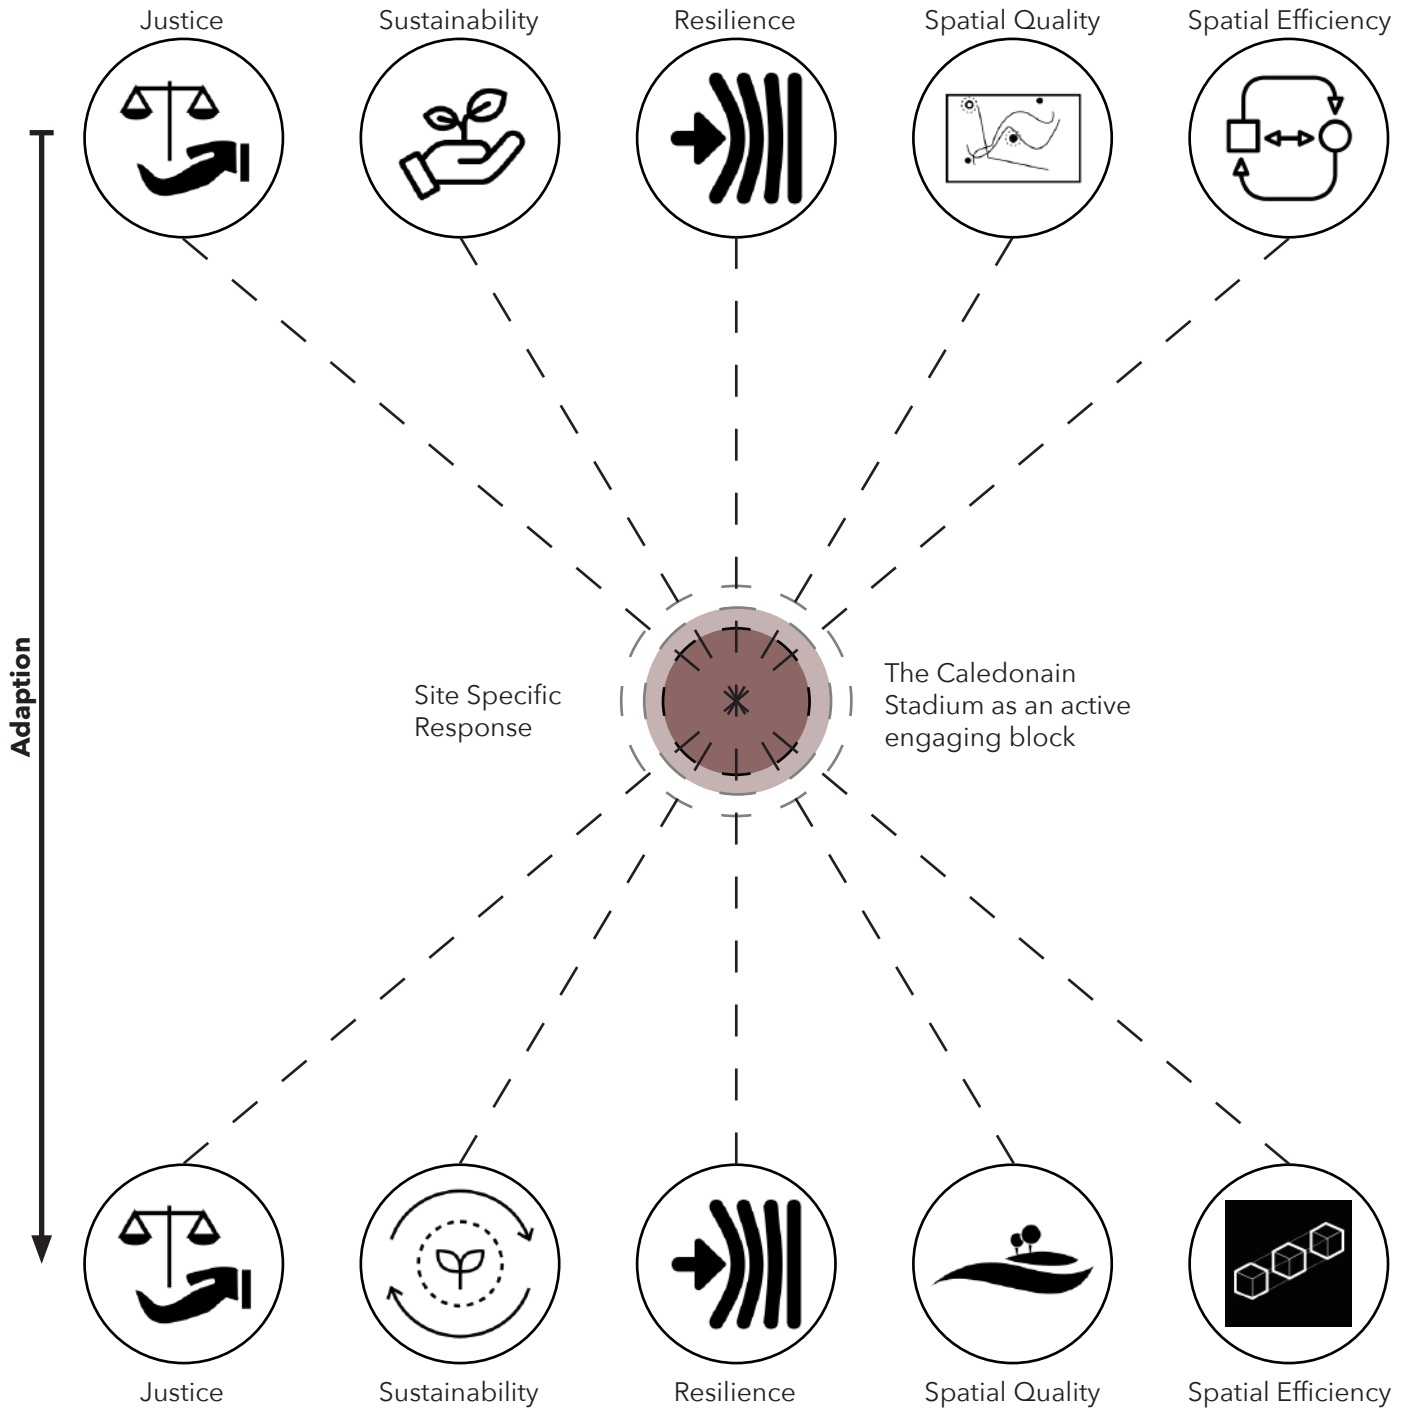 Justice
Sustainability
Resilience
Spatial Quality
Spatial Efficiency
Adaption
Site Specific
Response
The Caledonain
Stadium as an active
engaging block
Justice
Sustainability
Resilience
Spatial Quality
Spatial Efficiency